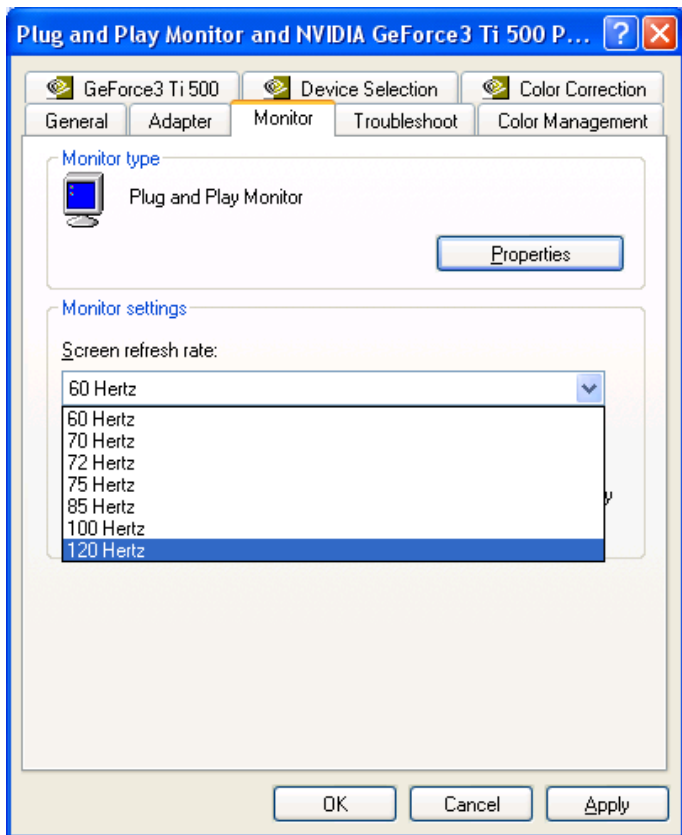 Plug and Play Monitor and NVIDIA GeForce3 Ti 500 P...
GeForce3 Ti 500 Device Selection Color Correction
General Adapter Monitor Troubleshoot Color Management
Monitor type
Plug and Play Monitor
Properties
Monitor settings
Screen refresh rate:
60 Hertz
60 Hertz
70 Hertz
72 Hertz
75 Hertz
85 Hertz
100 Hertz
120 Hertz
OK Cancel Apply